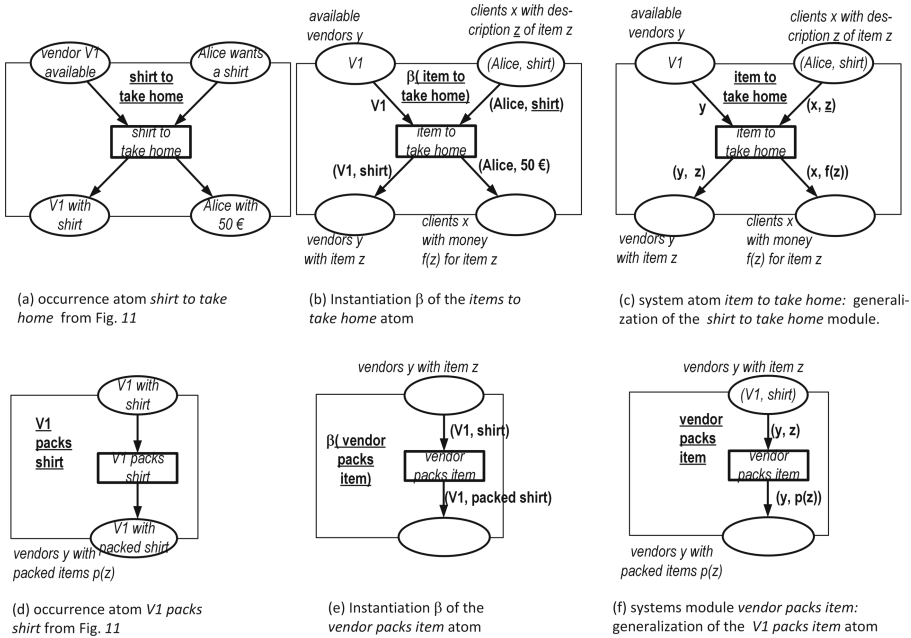 vendor V1
available
Alice wants
a shirt
shirt to
take home
shirt to
take home
V1 with
shirt
Alice with
50 €
(a) occurrence atom shirt to take
home from Fig. 11
available
vendors y
clients x with des-
cription z of item z
V1
(Alice, shirt)
β( item to
take home)
V1
(Alice, shirt)
item to
take home
(V1, shirt)
(Alice, 50 €)
vendors y
with item z
clients x
with money
f(z) for item z
(b) Instantiation β of the items to
take home atom
available
vendors y
clients x with des-
cription z of item z
V1
(Alice, shirt)
item to
take home
y
(x, z)
item to
take home
(y, z)
(x, f(z))
vendors y
with item z
clients x
with money
f(z) for item z
(c) system atom item to take home: generali-
zation of the shirt to take home module.
V1 with
shirt
V1
packs
shirt
V1 packs
shirt
V1 with
packed shirt
vendors y with
packed items p(z)
(d) occurrence atom V1 packs
shirt from Fig. 11
vendors y with item z
β( vendor
packs
item)
(V1, shirt)
vendor
packs item
(V1, packed shirt)
(e) Instantiation β of the
vendor packs item atom
vendors y with item z
(V1, shirt)
vendor
packs
item
(y, z)
vendor
packs item
(y, p(z))
vendors y with
packed items p(z)
(f) systems module vendor packs item:
generalization of the V1 packs item atom